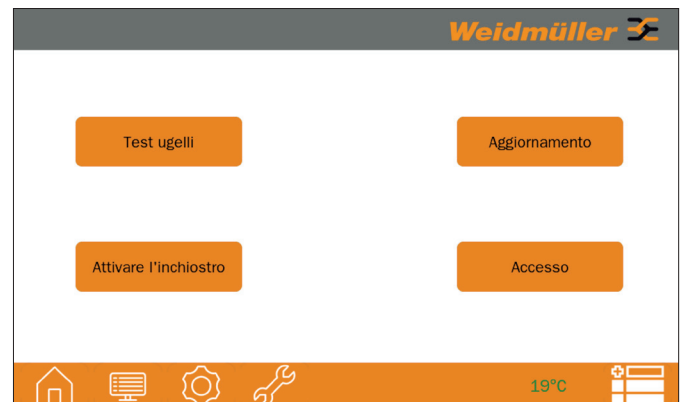 Weidmüller
Test ugelli
Aggiornamento
Attivare l'inchiostro
Accesso
19°C